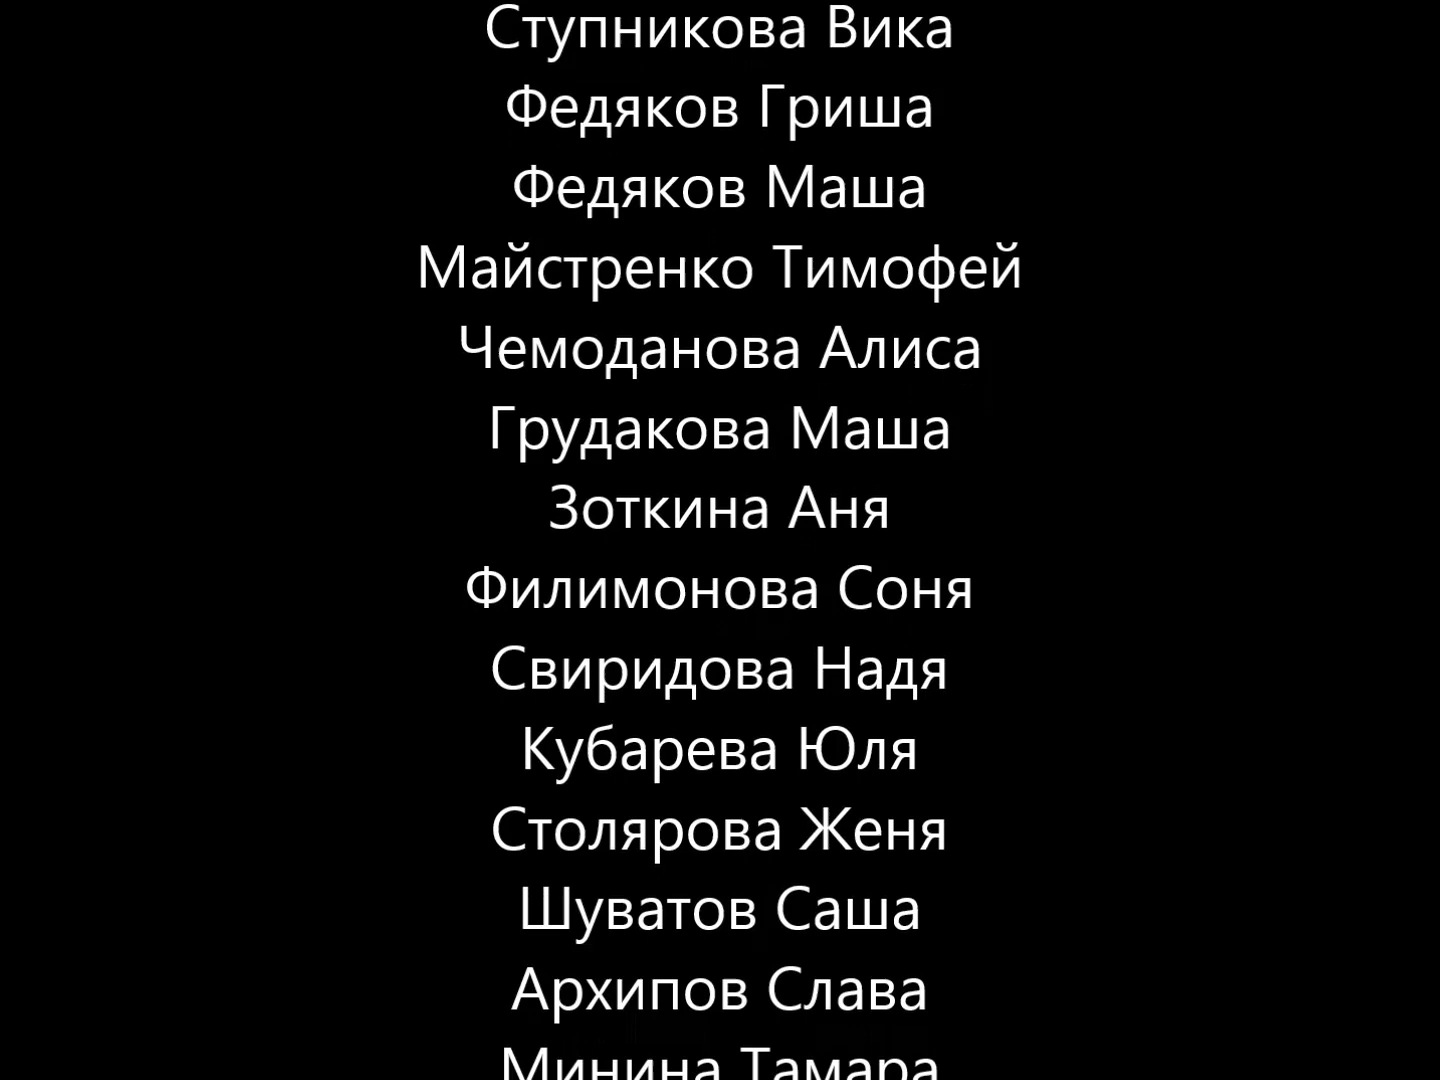 Ступникова Вика
Федяков Гриша
Федяков Маша
Майстренко Тимофей
Чемоданова Алиса
Грудакова Маша
Зоткина Аня
Филимонова Соня
Свиридова Надя
Кубарева Юля
Столярова Женя
Шуватов Саша
Архипов Слава
Минина Тамара